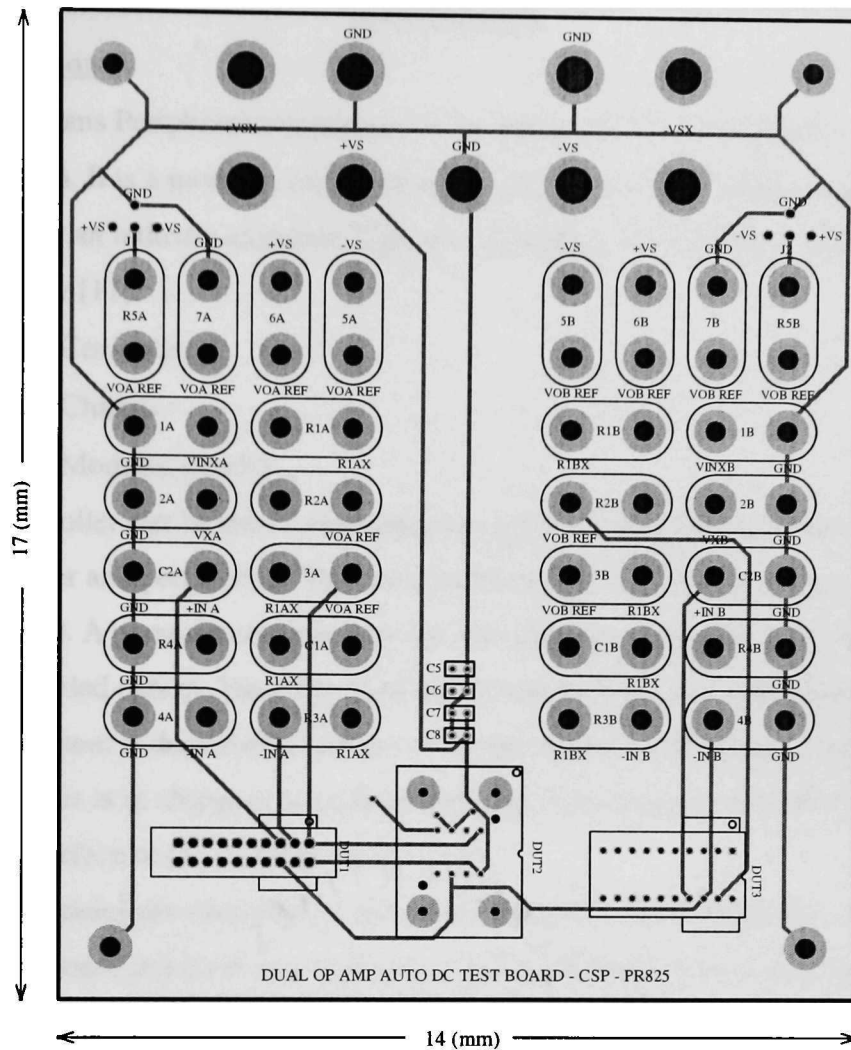 GND
GND
+VSX
+VS
GND
-VS
-VSX
GND
GND
+VS
VS
J1
GND
+VS
-VS
-VS
+VS
GND
-VS
+VS
J2
R5A
7A
6A
5A
5B
6B
7B
R5B
VOA REF
VOA REF
VOA REF
VOA REF
VOB REF
VOB REF
VOB REF
VOB REF
1A
R1A
R1B
1B
GND
VINXA
R1AX
R1BX
VINXB
GND
2A
R2A
R2B
2B
VXA
VOA REF
VOB REF
VXB
GND
GND
C2A
3A
3B
C2B
GND
+IN A
R1AX
VOA REF
VOB REF
R1BX
+IN B
GND
R4A
C1A
C1B
R4B
GND
R1AX
R1BX
GND
C5
C6
C7
C8
4A
R3A
R3B
4B
GND
-IN A
-IN A
R1AX
R1BX
-IN B
-IN B
GND
DUT1
DUT2
DUT3
DUAL OP AMP AUTO DC TEST BOARD - CSP - PR825
17 (mm)
14 (mm)